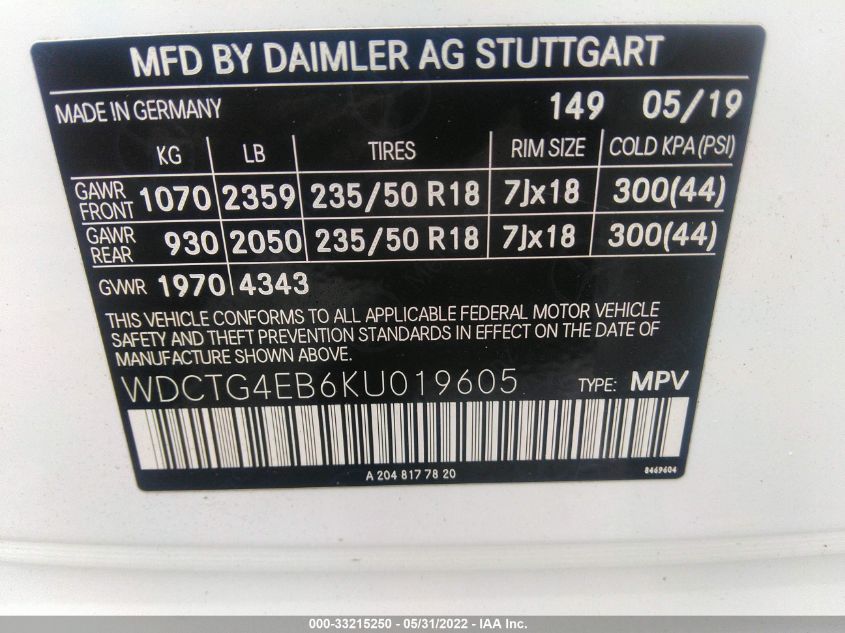 MFD BY DAIMLER AG STUTTGART
MADE IN GERMANY 149 05/19
KG LB TIRES RIM SIZE COLD KPA(PSI)
GAWR FRONT 1070 2359 235/50 R18 7Jx18 300(44)
GAWR REAR 930 2050 235/50 R18 7Jx18 300(44)
GVWR 1970 4343
THIS VEHICLE CONFORMS TO ALL APPLICABLE FEDERAL MOTOR VEHICLE
SAFETY AND THEFT PREVENTION STANDARDS IN EFFECT ON THE DATE OF
MANUFACTURE SHOWN ABOVE.
WDCTG4EB6KU019605 TYPE: MPV
A 204 817 78 20 8469604
000-33215250 - 05/31/2022 - IAA Inc.